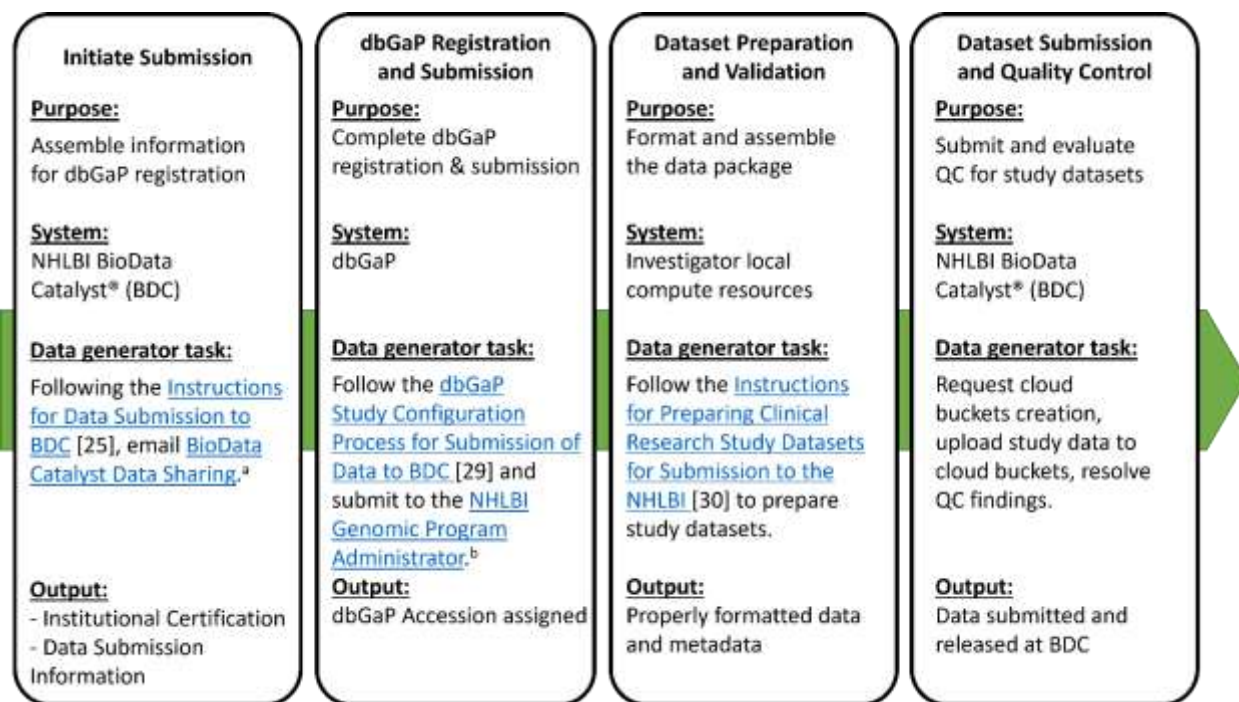 Initiate Submission
Purpose:
Assemble information
for dbGaP registration
System:
NHLBI BioData
Catalyst® (BDC)
Data generator task:
Following the Instructions
for Data Submission to
BDC [25], email BioData
Catalyst Data Sharing.ᵃ
Output:
- Institutional Certification
- Data Submission
Information
dbGaP Registration
and Submission
Purpose:
Complete dbGaP
registration & submission
System:
dbGaP
Data generator task:
Follow the dbGaP
Study Configuration
Process for Submission of
Data to BDC [29] and
submit to the NHLBI
Genomic Program
Administrator.ᵇ
Output:
dbGaP Accession assigned
Dataset Preparation
and Validation
Purpose:
Format and assemble
the data package
System:
Investigator local
compute resources
Data generator task:
Follow the Instructions
for Preparing Clinical
Research Study Datasets
for Submission to the
NHLBI [30] to prepare
study datasets.
Output:
Properly formatted data
and metadata
Dataset Submission
and Quality Control
Purpose:
Submit and evaluate
QC for study datasets
System:
NHLBI BioData
Catalyst® (BDC)
Data generator task:
Request cloud
buckets creation,
upload study data to
cloud buckets, resolve
QC findings.
Output:
Data submitted and
released at BDC